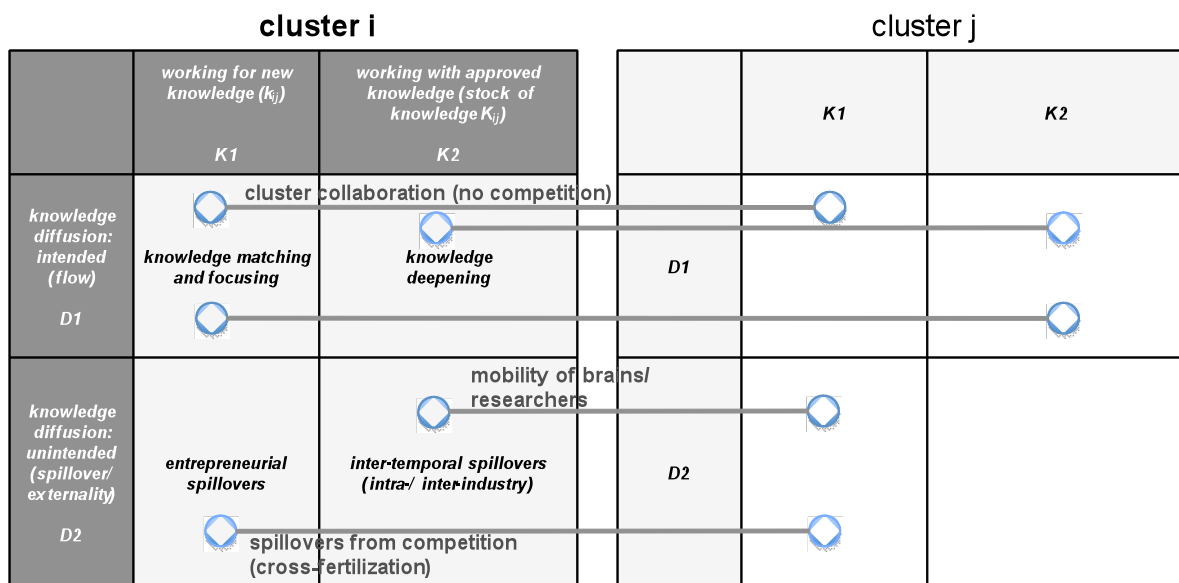 cluster i
cluster j
working for new
knowledge (kij)
K1
working with approved
knowledge (stock of
knowledge Kij)
K2
K1
K2
knowledge
diffusion:
intended
(flow)
D1
cluster collaboration (no competition)
knowledge matching
and focusing
knowledge
deepening
D1
knowledge
diffusion:
unintended
(spillover/
externality)
D2
mobility of brains/
researchers
entrepreneurial
spillovers
inter-temporal spillovers
(intra-/ inter-industry)
D2
spillovers from competition
(cross-fertilization)